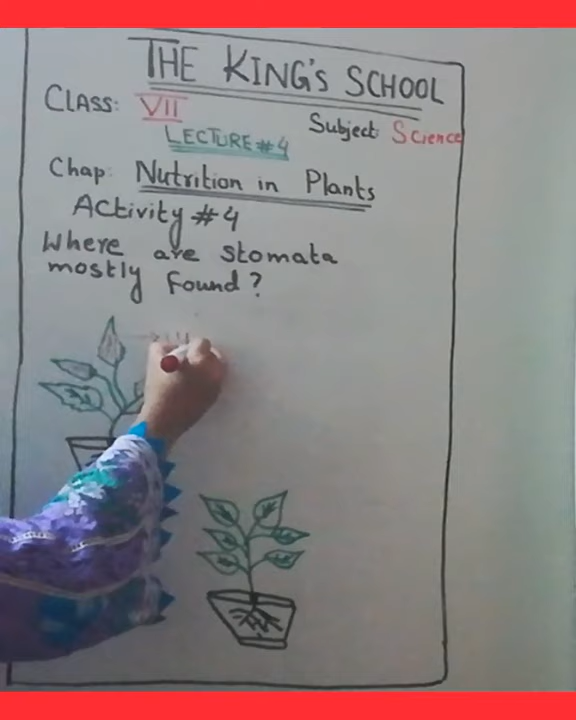 THE KING'S SCHOOL
CLASS: VII
Subject: Science
LECTURE #4
Chap: Nutrition in Plants
Activity #4
Where are stomata
mostly found?